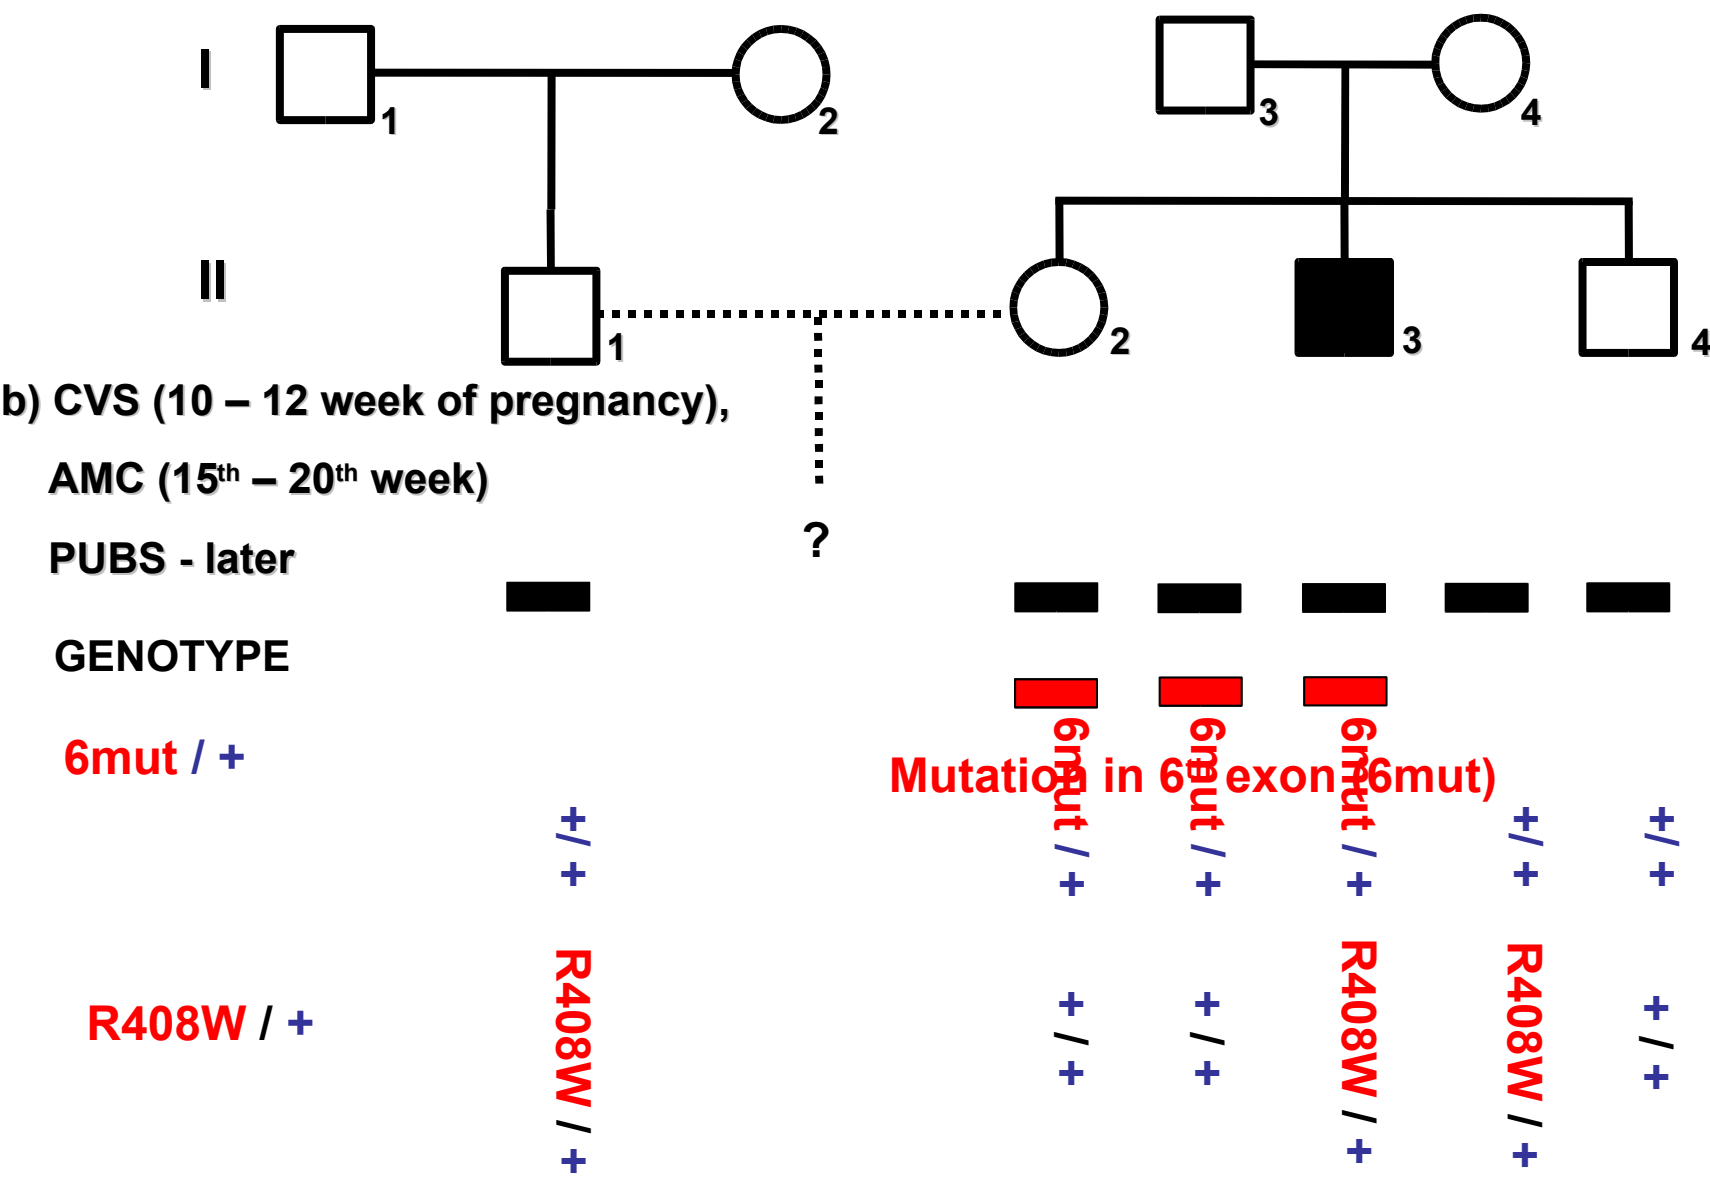 I
1
2
3
4
II
1
2
3
4
b) CVS (10 – 12 week of pregnancy),
AMC (15th – 20th week)
PUBS - later
?
GENOTYPE
6mut / +
Mutation in 6th exon (6mut)
+/+
6mut / +
6mut / +
6mut / +
+/+
+/+
R408W / +
R408W / +
+ / +
+ / +
R408W / +
R408W / +
+ / +